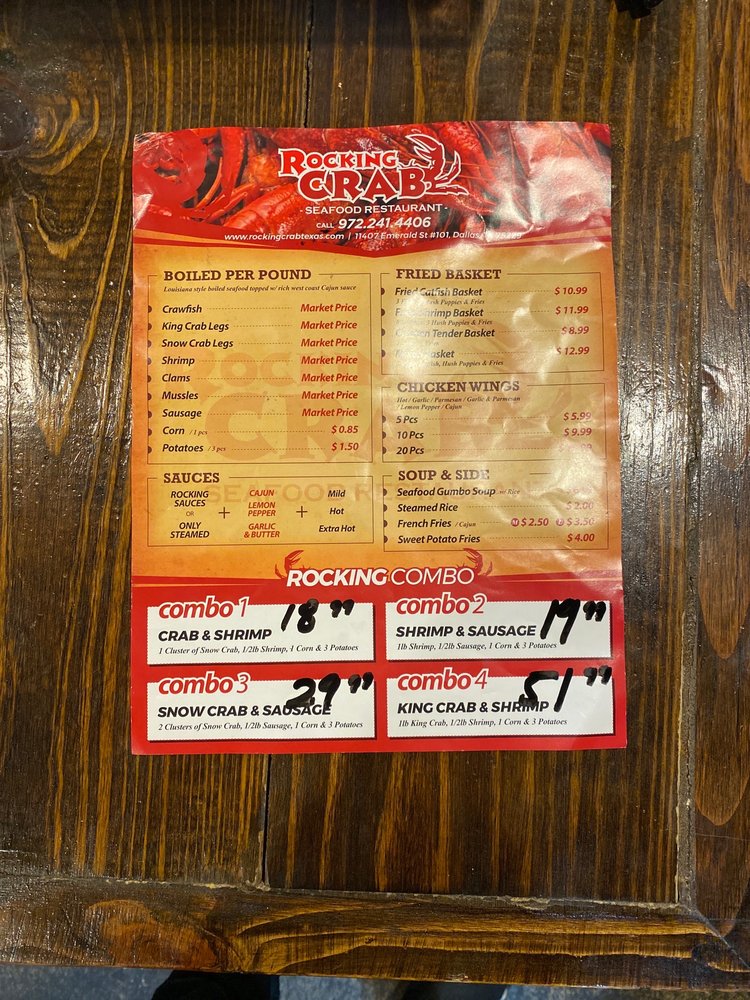 ROCKING
CRAB
- SEAFOOD RESTAURANT -
CALL 972.241.4406
www.rockingcrabtexas.com | 11407 Emerald St #101, Dallas
BOILED PER POUND
Louisiana style boiled seafood topped w/ rich west coast Cajun sauce
Crawfish Market Price
King Crab Legs Market Price
Snow Crab Legs Market Price
Shrimp Market Price
Clams Market Price
Mussles Market Price
Sausage Market Price
Corn / 1 pcs $ 0.85
Potatoes / 3 pcs $ 1.50
SAUCES
ROCKING SAUCES OR ONLY STEAMED
+
CAJUN
LEMON PEPPER
GARLIC & BUTTER
+
Mild
Hot
Extra Hot
FRIED BASKET
Fried Catfish Basket $ 10.99
Hush Puppies & Fries
Shrimp Basket $ 11.99
Hush Puppies & Fries
Tender Basket $ 8.99
Basket $ 12.99
Hush Puppies & Fries
CHICKEN WINGS
Hot / Garlic / Parmesan / Garlic & Parmesan
/ Lemon Pepper / Cajun
5 Pcs $ 5.99
10 Pcs $ 9.99
20 Pcs
SOUP & SIDE
Seafood Gumbo Soup w/ Rice
Steamed Rice $ 2.00
French Fries / Cajun M $ 2.50 L $ 3.50
Sweet Potato Fries $ 4.00
ROCKING COMBO
combo 1 18 99
CRAB & SHRIMP
1 Cluster of Snow Crab, 1/2lb Shrimp, 1 Corn & 3 Potatoes
combo 2 19 99
SHRIMP & SAUSAGE
1lb Shrimp, 1/2lb Sausage, 1 Corn & 3 Potatoes
combo 3 29 99
SNOW CRAB & SAUSAGE
2 Clusters of Snow Crab, 1/2lb Sausage, 1 Corn & 3 Potatoes
combo 4 51 99
KING CRAB & SHRIMP
1lb King Crab, 1/2lb Shrimp, 1 Corn & 3 Potatoes